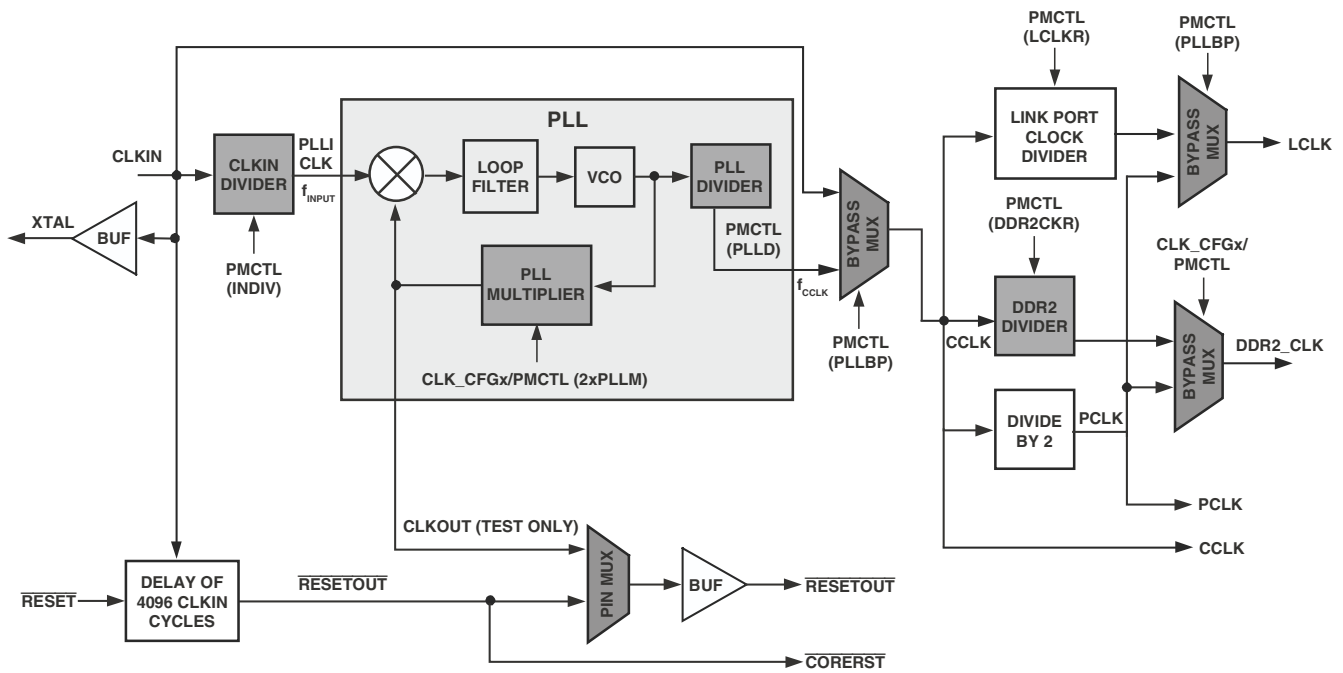 PMCTL
(LCLKR)
PMCTL
(PLLBP)
PLL
CLKIN
CLKIN
DIVIDER
PLLI
CLK
fINPUT
LOOP
FILTER
VCO
PLL
DIVIDER
LINK PORT
CLOCK
DIVIDER
BYPASS
MUX
LCLK
XTAL
BUF
PMCTL
(INDIV)
PLL
MULTIPLIER
PMCTL
(PLLD)
fCCLK
BYPASS
MUX
PMCTL
(PLLBP)
PMCTL
(DDR2CKR)
CLK_CFGx/
PMCTL
CCLK
DDR2
DIVIDER
BYPASS
MUX
DDR2_CLK
CLK_CFGx/PMCTL (2xPLLM)
DIVIDE
BY 2
PCLK
PCLK
CCLK
CLKOUT (TEST ONLY)
RESET
DELAY OF
4096 CLKIN
CYCLES
RESETOUT
PIN MUX
BUF
RESETOUT
CORERST